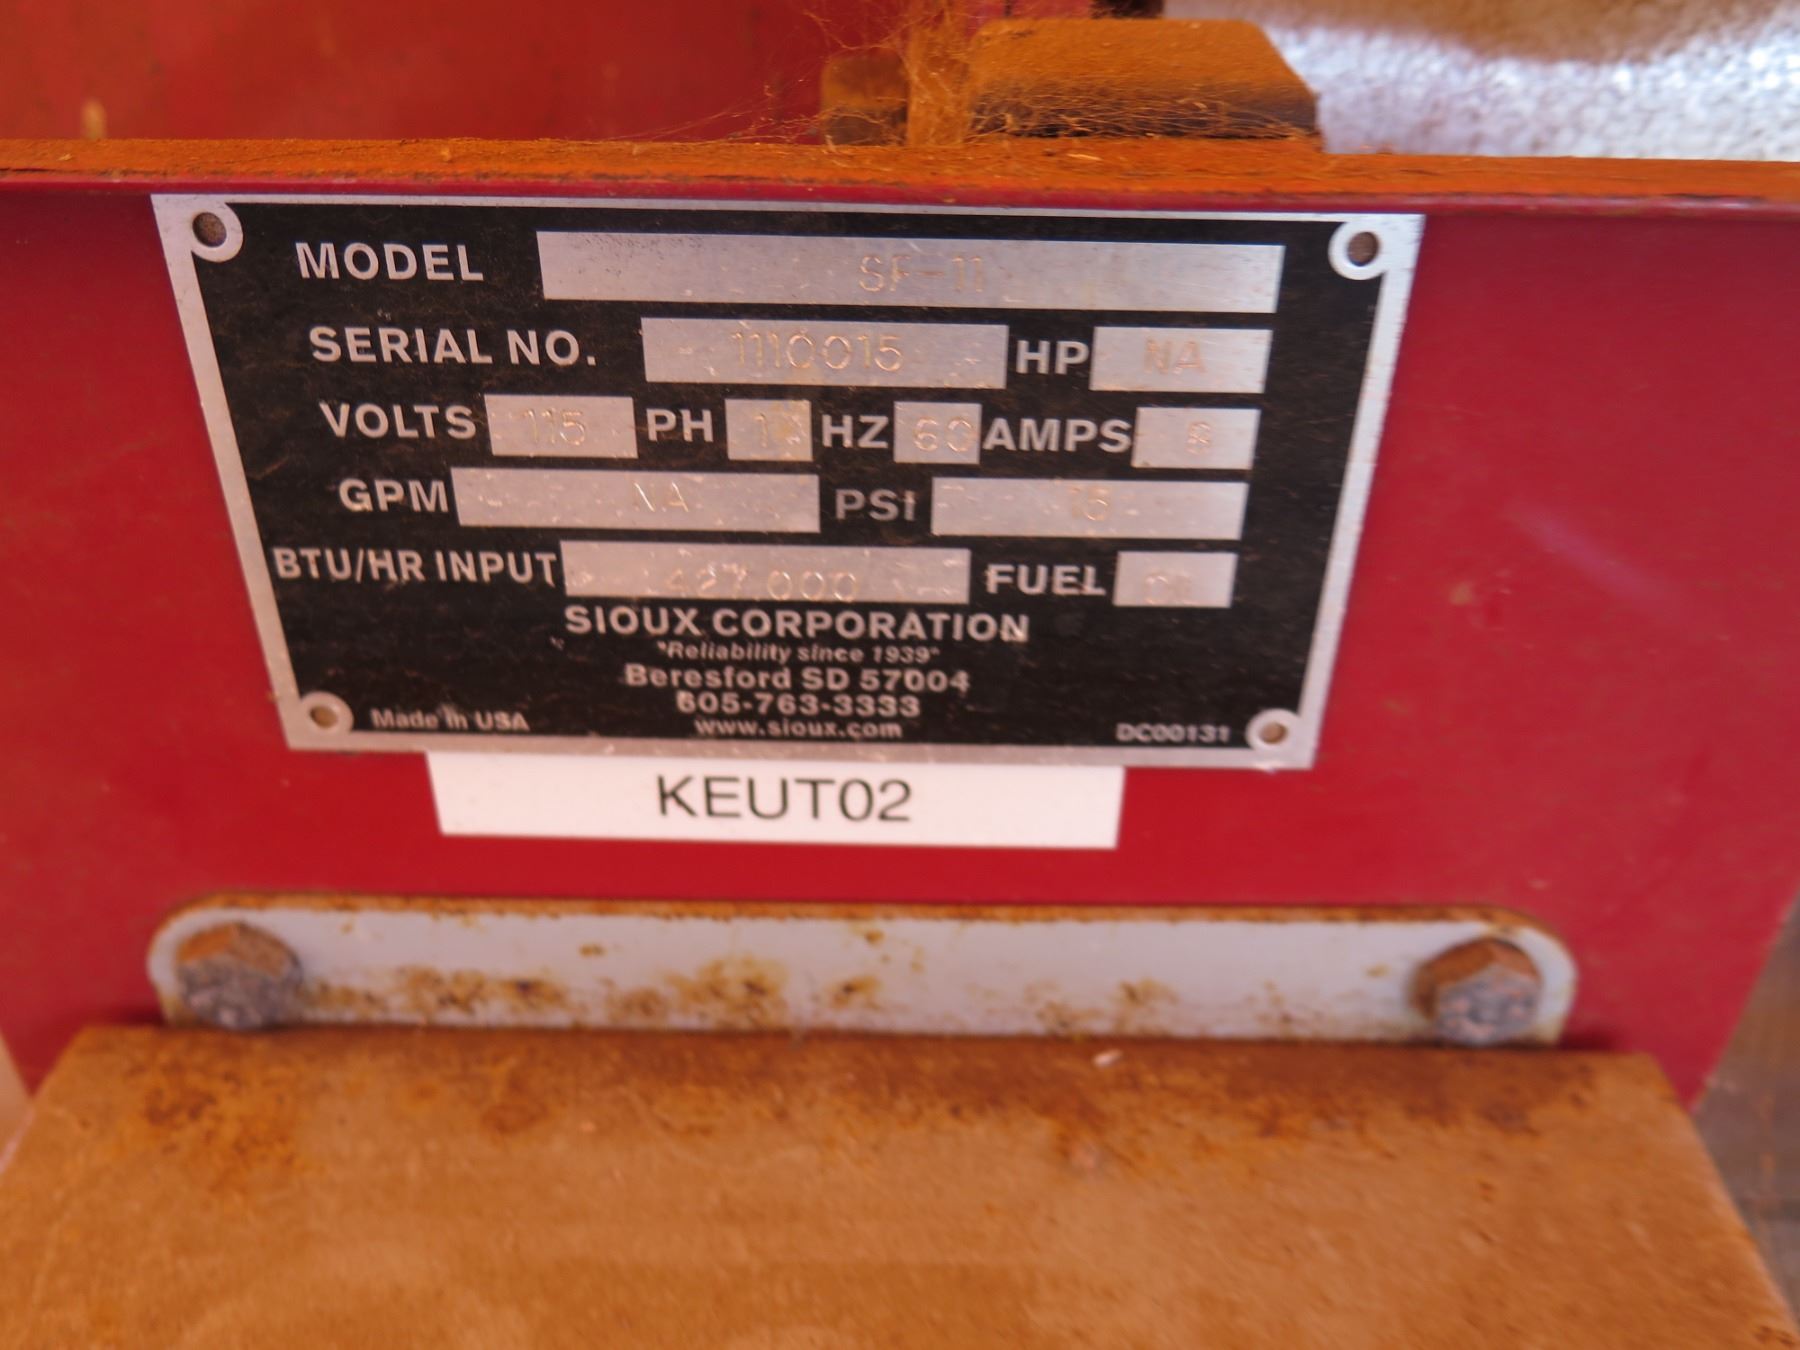 MODEL SF-11
SERIAL NO. 1110015 HP NA
VOLTS 115 PH 1 HZ 60 AMPS 8
GPM NA PSI 15
BTU/HR INPUT 427,000 FUEL
SIOUX CORPORATION
"Reliability since 1939"
Beresford SD 57004
605-763-3333
Made in USA www.sioux.com DC00131
KEUT02